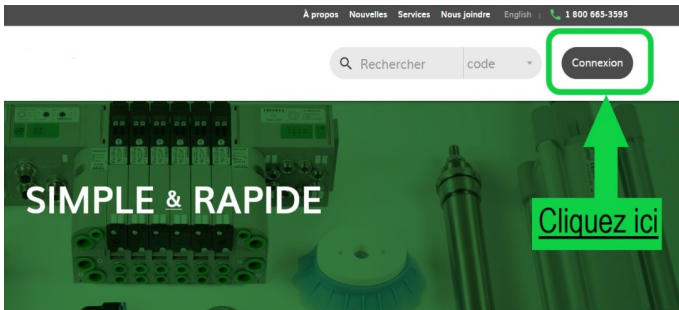 À propos Nouvelles Services Nous joindre English | 1 800 665-3595
Rechercher code Connexion
SIMPLE & RAPIDE
Cliquez ici